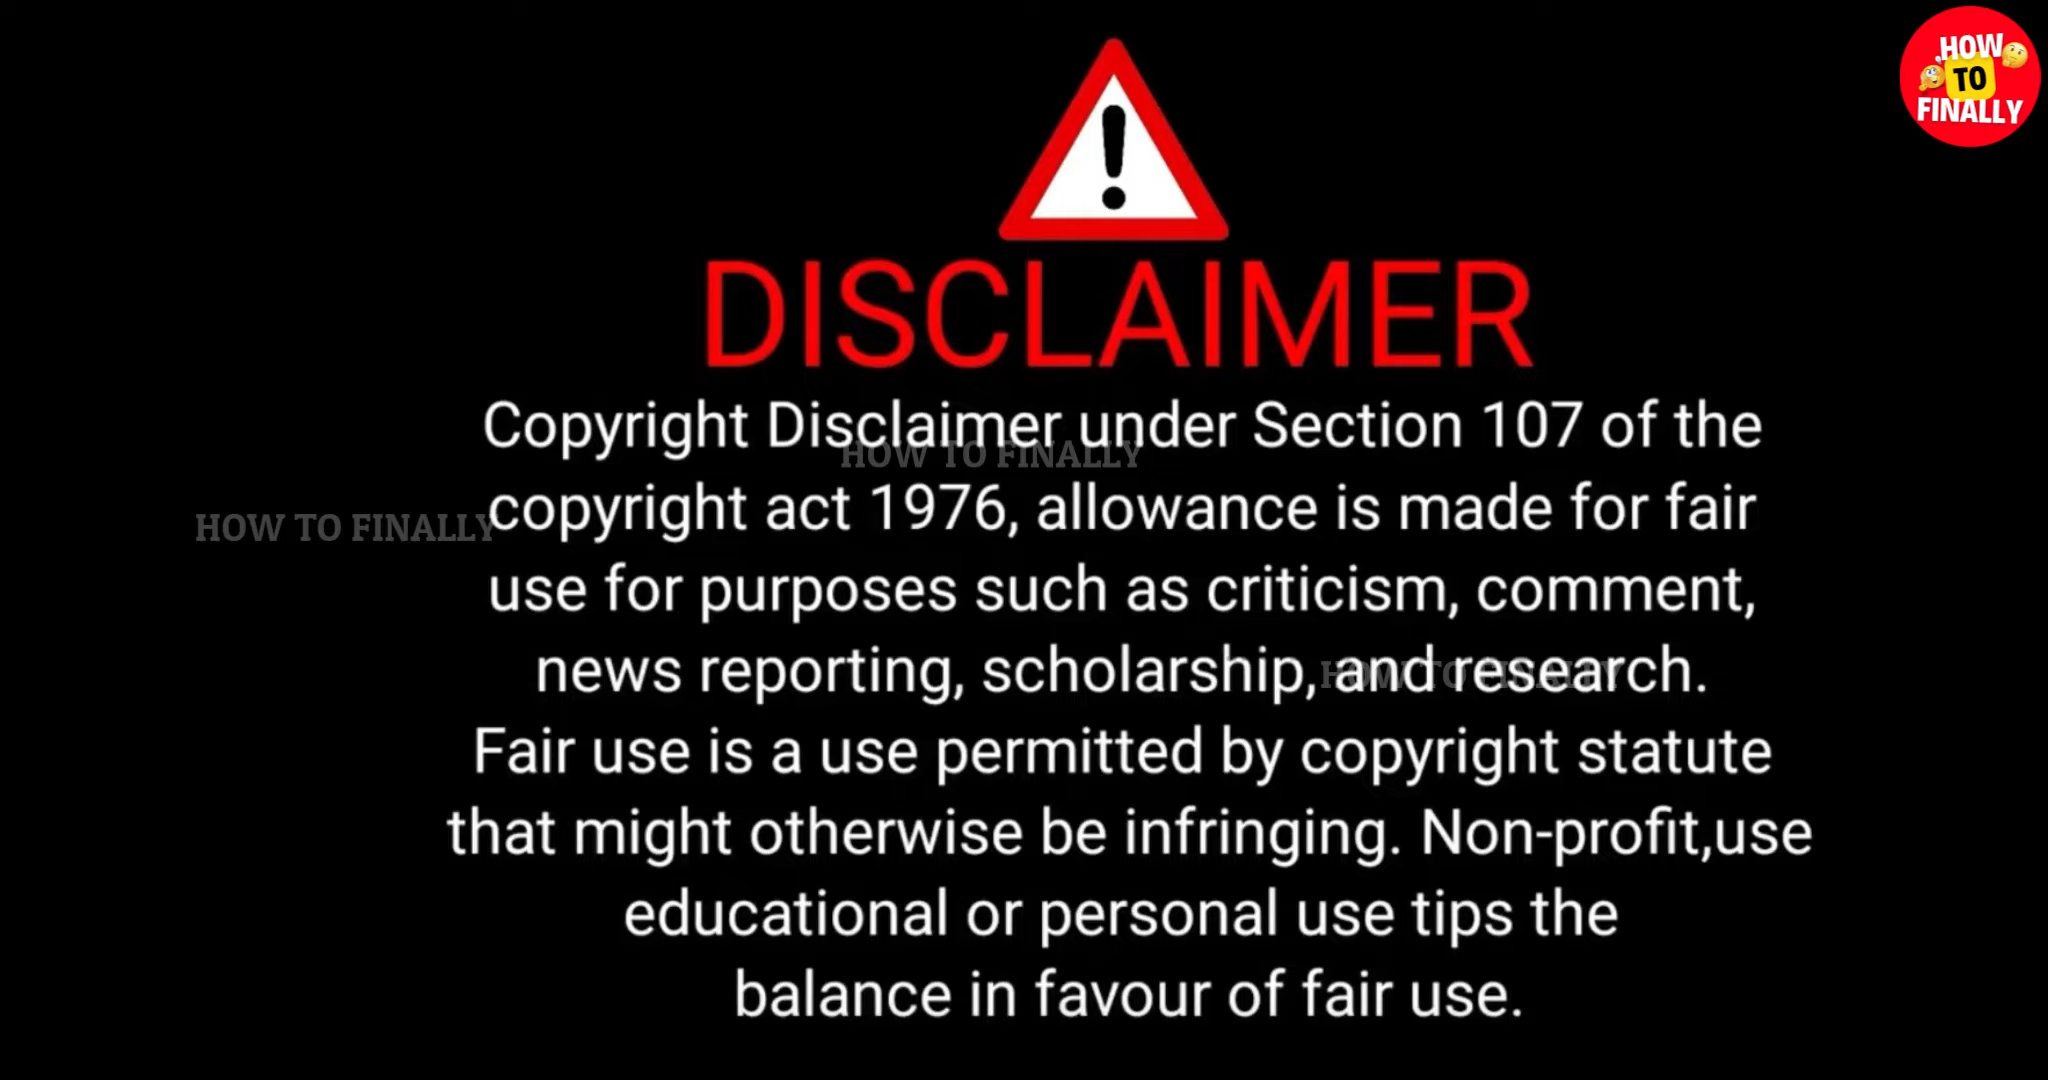 HOW
TO
FINALLY
DISCLAIMER
Copyright Disclaimer under Section 107 of the
HOW TO FINALLY
copyright act 1976, allowance is made for fair
HOW TO FINALLY
use for purposes such as criticism, comment,
news reporting, scholarship, and research.
HOW TO FINALLY
Fair use is a use permitted by copyright statute
that might otherwise be infringing. Non-profit,use
educational or personal use tips the
balance in favour of fair use.